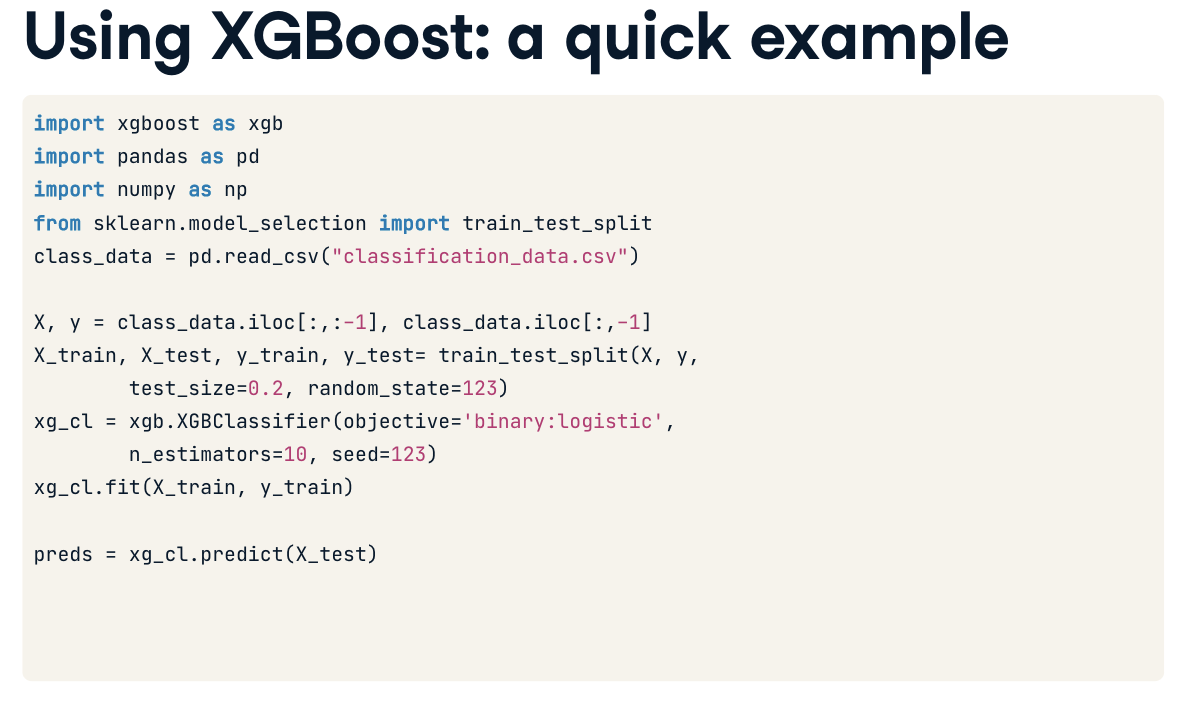 Using XGBoost: a quick example
import xgboost as xgb
import pandas as pd
import numpy as np
from sklearn.model_selection import train_test_split
class_data = pd.read_csv("classification_data.csv")
X, y = class_data.iloc[:,:-1], class_data.iloc[:,-1]
X_train, X_test, y_train, y_test= train_test_split(X, y,
        test_size=0.2, random_state=123)
xg_cl = xgb.XGBClassifier(objective='binary:logistic',
        n_estimators=10, seed=123)
xg_cl.fit(X_train, y_train)
preds = xg_cl.predict(X_test)